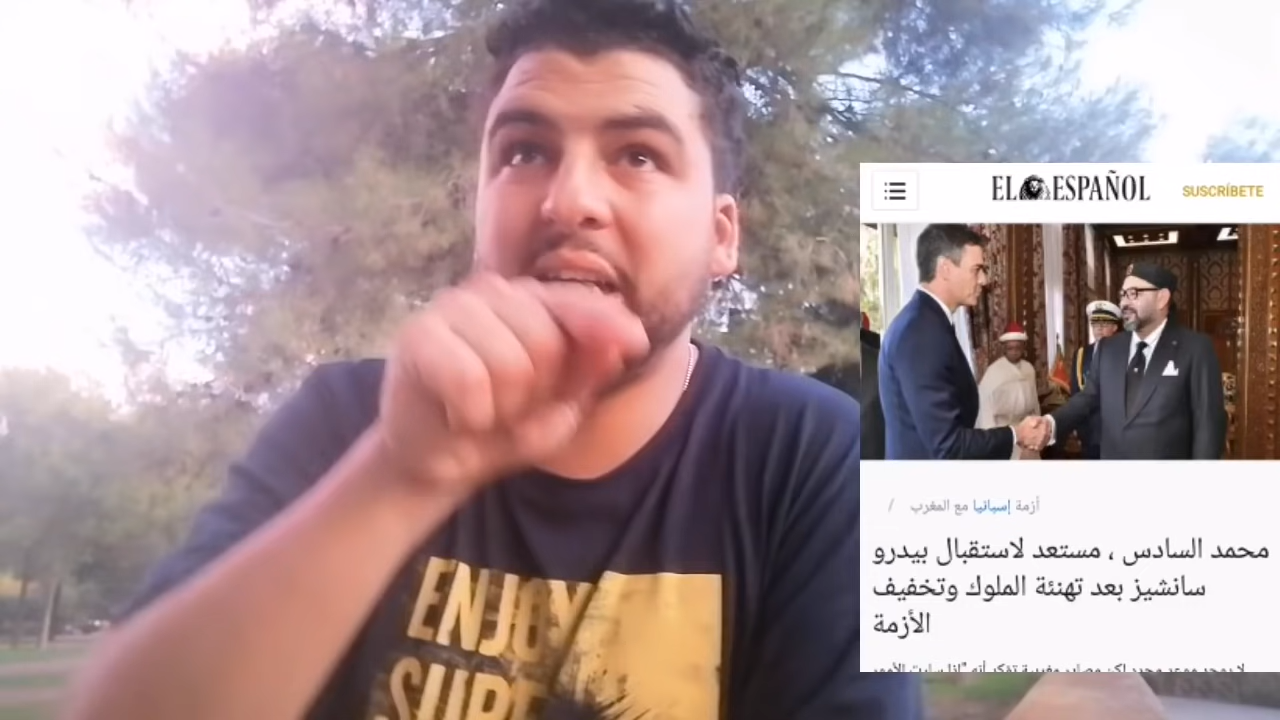 ENJOY
SUPE
EL ESPAÑOL
SUSCRÍBETE
أزمة إسبانيا مع المغرب /
محمد السادس ، مستعد لاستقبال بيدرو
سانشيز بعد تهنئة الملوك وتخفيف
الأزمة